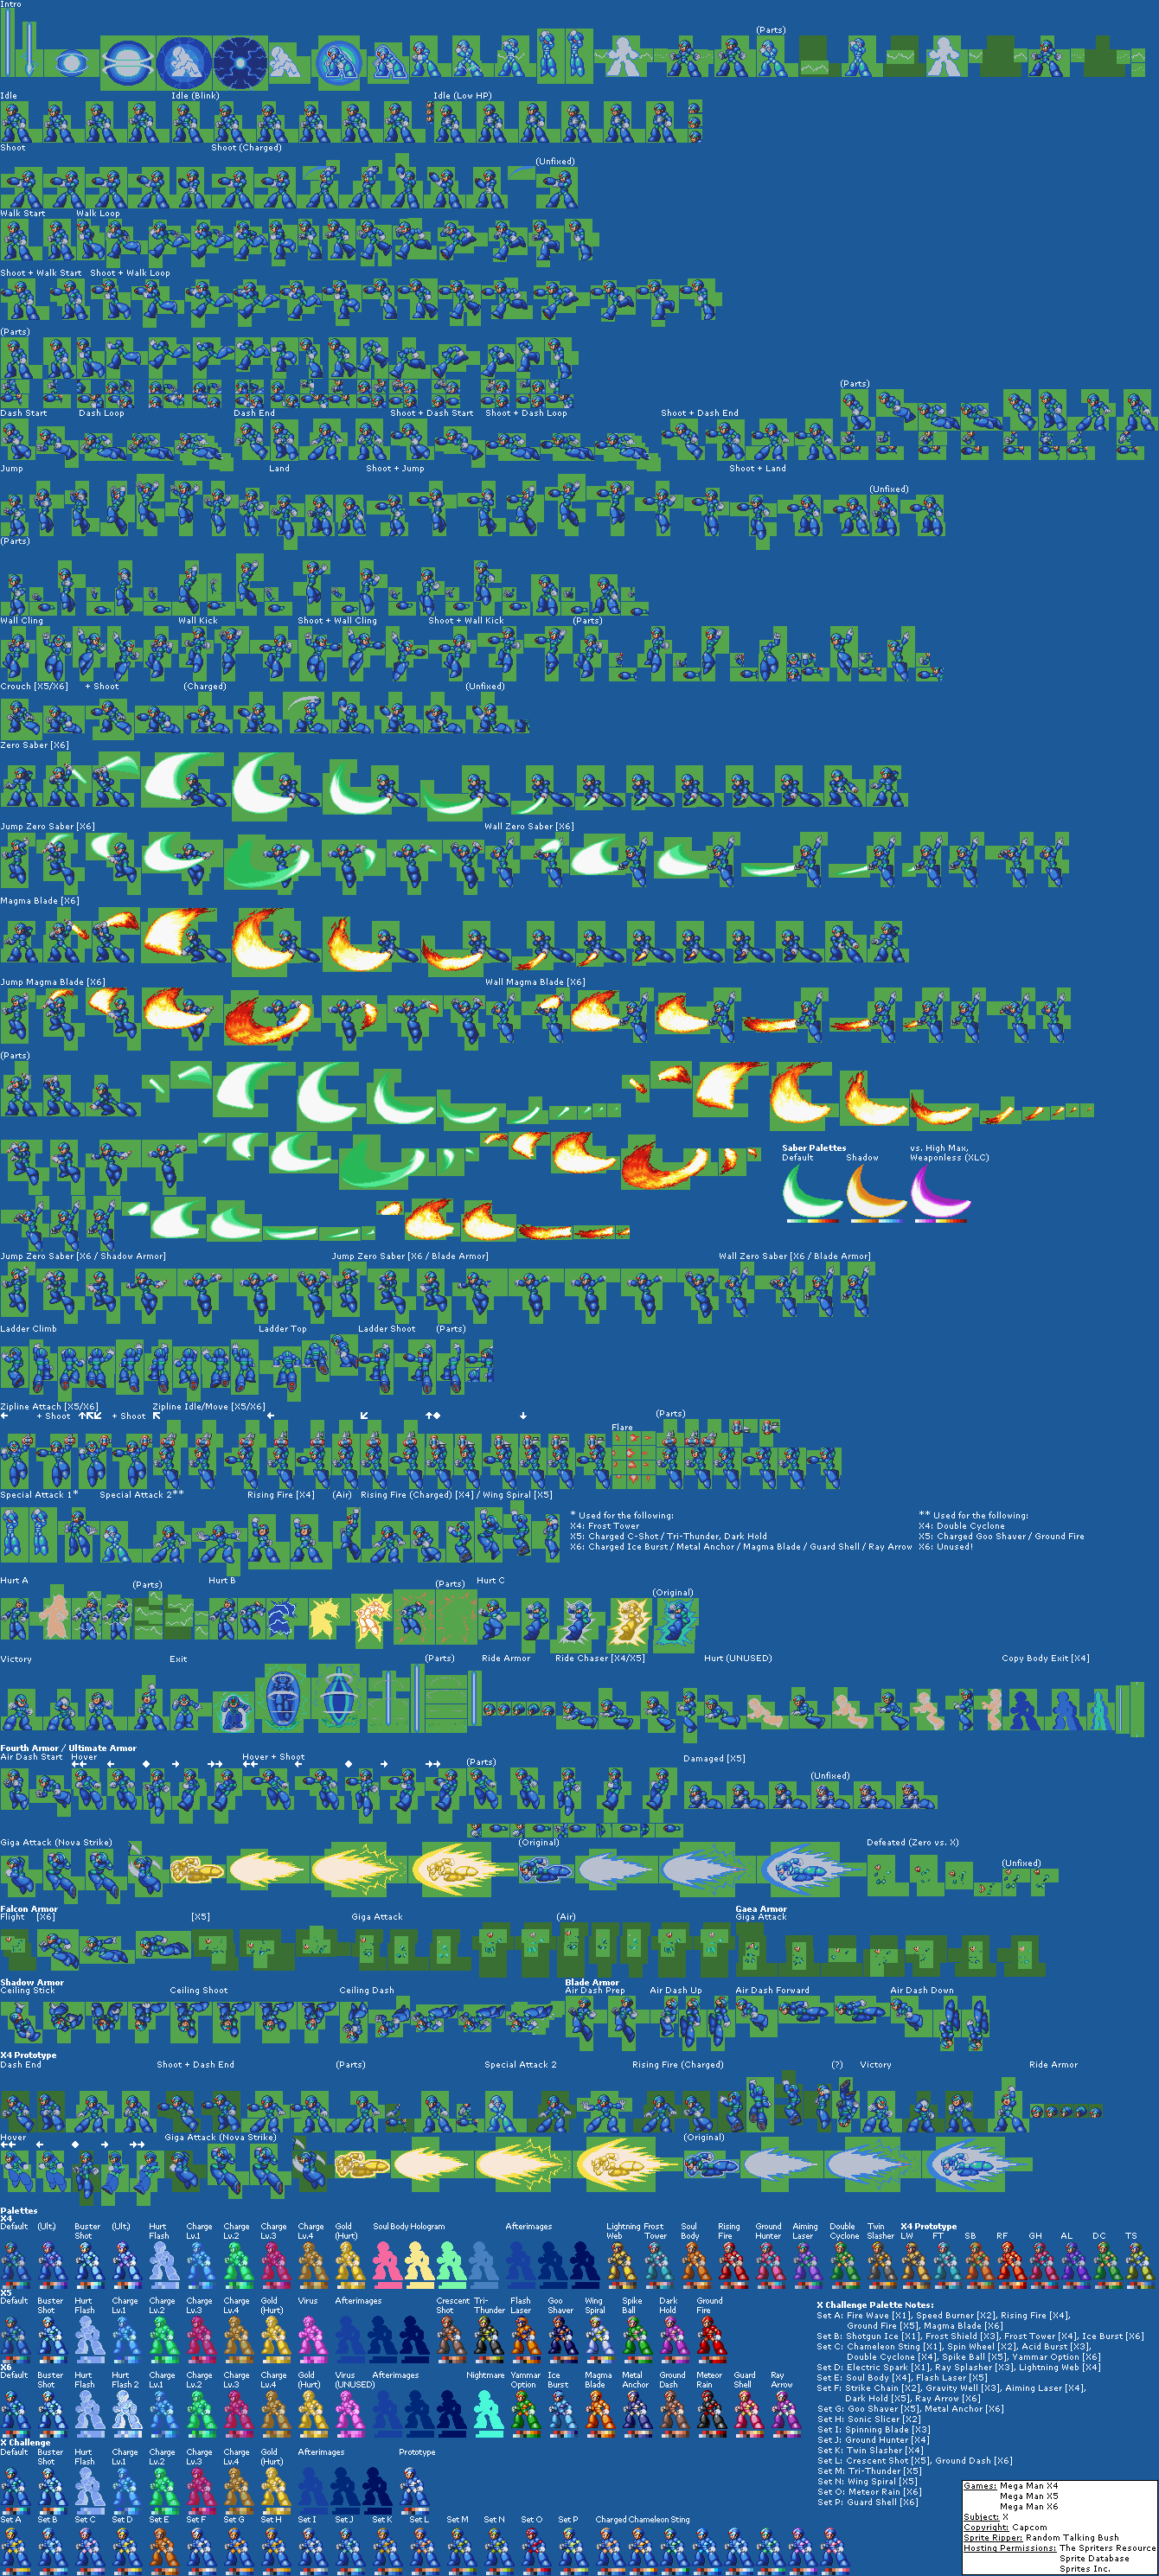 Intro
(Parts)
Idle
Idle (Blink)
Idle (Low HP)
Shoot
Shoot (Charged)
(Unfixed)
Walk Start
Walk Loop
Shoot + Walk Start
Shoot + Walk Loop
(Parts)
(Parts)
Dash Start
Dash Loop
Dash End
Shoot + Dash Start
Shoot + Dash Loop
Shoot + Dash End
Jump
Land
Shoot + Jump
Shoot + Land
(Unfixed)
(Parts)
Wall Cling
Wall Kick
Shoot + Wall Cling
Shoot + Wall Kick
(Parts)
Crouch [X5/X6]
+ Shoot
(Charged)
(Unfixed)
Zero Saber [X6]
Jump Zero Saber [X6]
Wall Zero Saber [X6]
Magma Blade [X6]
Jump Magma Blade [X6]
Wall Magma Blade [X6]
(Parts)
Saber Palettes
Default
Shadow
vs. High Max,
Weaponless (XLC)
Jump Zero Saber [X6 / Shadow Armor]
Jump Zero Saber [X6 / Blade Armor]
Wall Zero Saber [X6 / Blade Armor]
Ladder Climb
Ladder Top
Ladder Shoot
(Parts)
Zipline Attach [X5/X6]
Zipline Idle/Move [X5/X6]
← + Shoot ↑↖↙ + Shoot ↖ ← ↙ ↑◆ ↓
Flare
(Parts)
Special Attack 1*
Special Attack 2**
Rising Fire [X4]
(Air)
Rising Fire (Charged) [X4] / Wing Spiral [X5]
* Used for the following:
X4: Frost Tower
X5: Charged C-Shot / Tri-Thunder, Dark Hold
X6: Charged Ice Burst / Metal Anchor / Magma Blade / Guard Shell / Ray Arrow
** Used for the following:
X4: Double Cyclone
X5: Charged Goo Shaver / Ground Fire
X6: Unused!
Hurt A
(Parts)
Hurt B
(Parts)
Hurt C
(Original)
Victory
Exit
(Parts)
Ride Armor
Ride Chaser [X4/X5]
Hurt (UNUSED)
Copy Body Exit [X4]
Fourth Armor / Ultimate Armor
Air Dash Start
Hover
Hover + Shoot
(Parts)
Damaged [X5]
(Unfixed)
Giga Attack (Nova Strike)
(Original)
Defeated (Zero vs. X)
(Unfixed)
Falcon Armor
Flight
[X6]
[X5]
Giga Attack
(Air)
Gaea Armor
Giga Attack
Shadow Armor
Ceiling Stick
Ceiling Shoot
Ceiling Dash
Blade Armor
Air Dash Prep
Air Dash Up
Air Dash Forward
Air Dash Down
X4 Prototype
Dash End
Shoot + Dash End
(Parts)
Special Attack 2
Rising Fire (Charged)
(?)
Victory
Ride Armor
Hover
Giga Attack (Nova Strike)
(Original)
Palettes
X4
Default
(Ult.)
Buster Shot
(Ult.)
Hurt Flash
Charge Lv.1
Charge Lv.2
Charge Lv.3
Charge Lv.4
Gold (Hurt)
Soul Body Hologram
Afterimages
Lightning Web
Frost Tower
Soul Body
Rising Fire
Ground Hunter
Aiming Laser
Double Cyclone
Twin Slasher
X4 Prototype
LW FT SB RF GH AL DC TS
X5
Default
Buster Shot
Hurt Flash
Charge Lv.1
Charge Lv.2
Charge Lv.3
Charge Lv.4
Gold (Hurt)
Virus
Afterimages
Crescent Shot
Tri-Thunder
Flash Laser
Goo Shaver
Wing Spiral
Spike Ball
Dark Hold
Ground Fire
X6
Default
Buster Shot
Hurt Flash
Hurt Flash 2
Charge Lv.1
Charge Lv.2
Charge Lv.3
Charge Lv.4
Gold (Hurt)
Virus (UNUSED)
Afterimages
Nightmare
Yammar Option
Ice Burst
Magma Blade
Metal Anchor
Ground Dash
Meteor Rain
Guard Shell
Ray Arrow
X Challenge
Default
Buster Shot
Hurt Flash
Charge Lv.1
Charge Lv.2
Charge Lv.3
Charge Lv.4
Gold (Hurt)
Afterimages
Prototype
Set A
Set B
Set C
Set D
Set E
Set F
Set G
Set H
Set I
Set J
Set K
Set L
Set M
Set N
Set O
Set P
Charged Chameleon Sting
X Challenge Palette Notes:
Set A: Fire Wave [X1], Speed Burner [X2], Rising Fire [X4],
Ground Fire [X5], Magma Blade [X6]
Set B: Shotgun Ice [X1], Frost Shield [X3], Frost Tower [X4], Ice Burst [X6]
Set C: Chameleon Sting [X1], Spin Wheel [X2], Acid Burst [X3],
Double Cyclone [X4], Spike Ball [X5], Yammar Option [X6]
Set D: Electric Spark [X1], Ray Splasher [X3], Lightning Web [X4]
Set E: Soul Body [X4], Flash Laser [X5]
Set F: Strike Chain [X2], Gravity Well [X3], Aiming Laser [X4],
Dark Hold [X5], Ray Arrow [X6]
Set G: Goo Shaver [X5], Metal Anchor [X6]
Set H: Sonic Slicer [X2]
Set I: Spinning Blade [X3]
Set J: Ground Hunter [X4]
Set K: Twin Slasher [X4]
Set L: Crescent Shot [X5], Ground Dash [X6]
Set M: Tri-Thunder [X5]
Set N: Wing Spiral [X5]
Set O: Meteor Rain [X6]
Set P: Guard Shell [X6]
Games: Mega Man X4
Mega Man X5
Mega Man X6
Subject: X
Copyright: Capcom
Sprite Ripper: Random Talking Bush
Hosting Permissions: The Spriters Resource
Sprite Database
Sprites Inc.